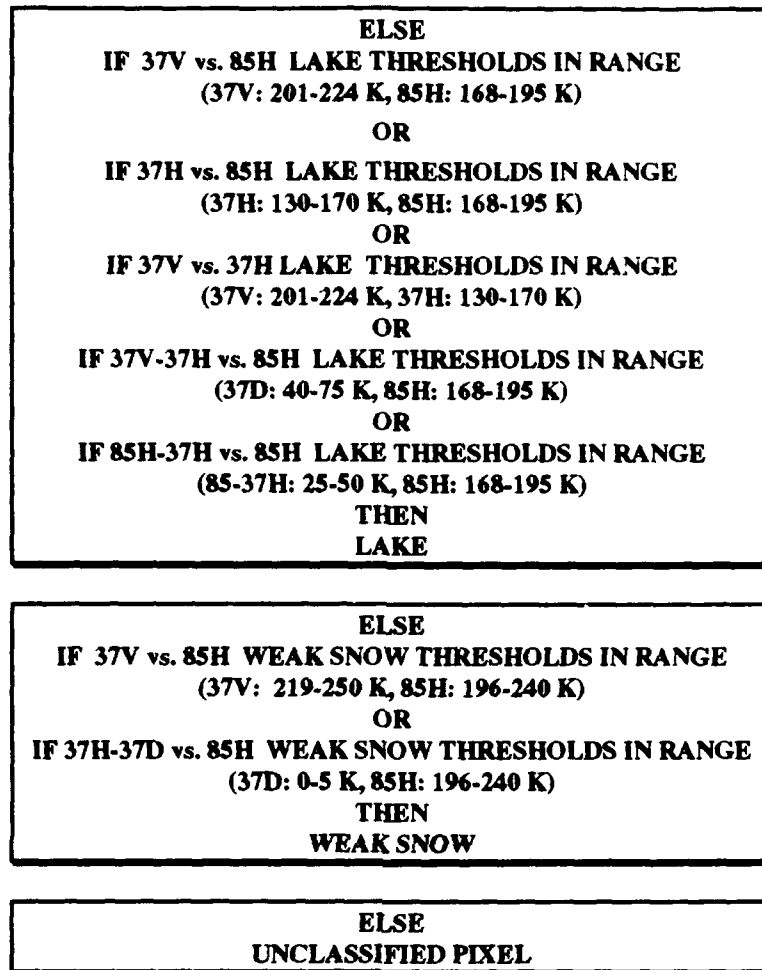 ELSE
IF 37V vs. 85H LAKE THRESHOLDS IN RANGE
(37V: 201-224 K, 85H: 168-195 K)
OR
IF 37H vs. 85H LAKE THRESHOLDS IN RANGE
(37H: 130-170 K, 85H: 168-195 K)
OR
IF 37V vs. 37H LAKE THRESHOLDS IN RANGE
(37V: 201-224 K, 37H: 130-170 K)
OR
IF 37V-37H vs. 85H LAKE THRESHOLDS IN RANGE
(37D: 40-75 K, 85H: 168-195 K)
OR
IF 85H-37H vs. 85H LAKE THRESHOLDS IN RANGE
(85-37H: 25-50 K, 85H: 168-195 K)
THEN
LAKE
ELSE
IF 37V vs. 85H WEAK SNOW THRESHOLDS IN RANGE
(37V: 219-250 K, 85H: 196-240 K)
OR
IF 37H-37D vs. 85H WEAK SNOW THRESHOLDS IN RANGE
(37D: 0-5 K, 85H: 196-240 K)
THEN
WEAK SNOW
ELSE
UNCLASSIFIED PIXEL